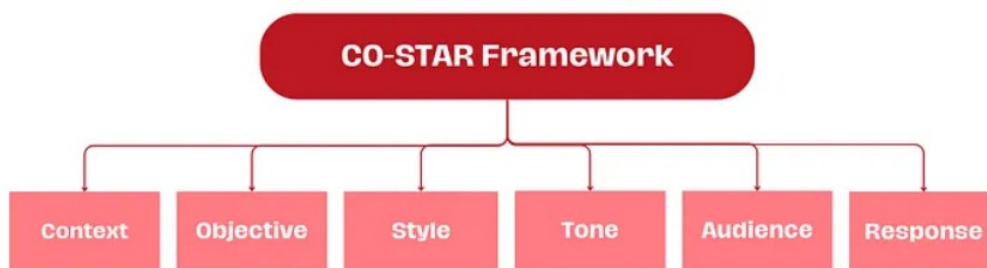 CO-STAR Framework
Context
Objective
Style
Tone
Audience
Response